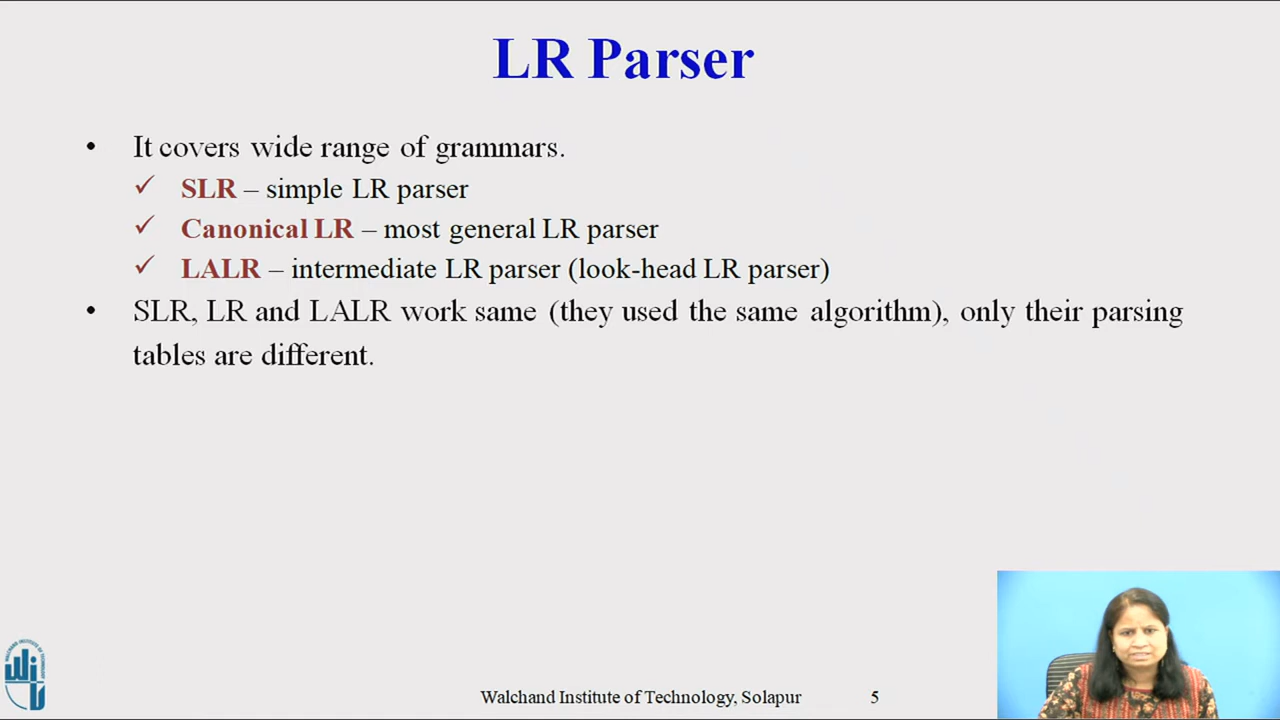 LR Parser
• It covers wide range of grammars.
✓ SLR – simple LR parser
✓ Canonical LR – most general LR parser
✓ LALR – intermediate LR parser (look-head LR parser)
• SLR, LR and LALR work same (they used the same algorithm), only their parsing
tables are different.
Walchand Institute of Technology, Solapur 5